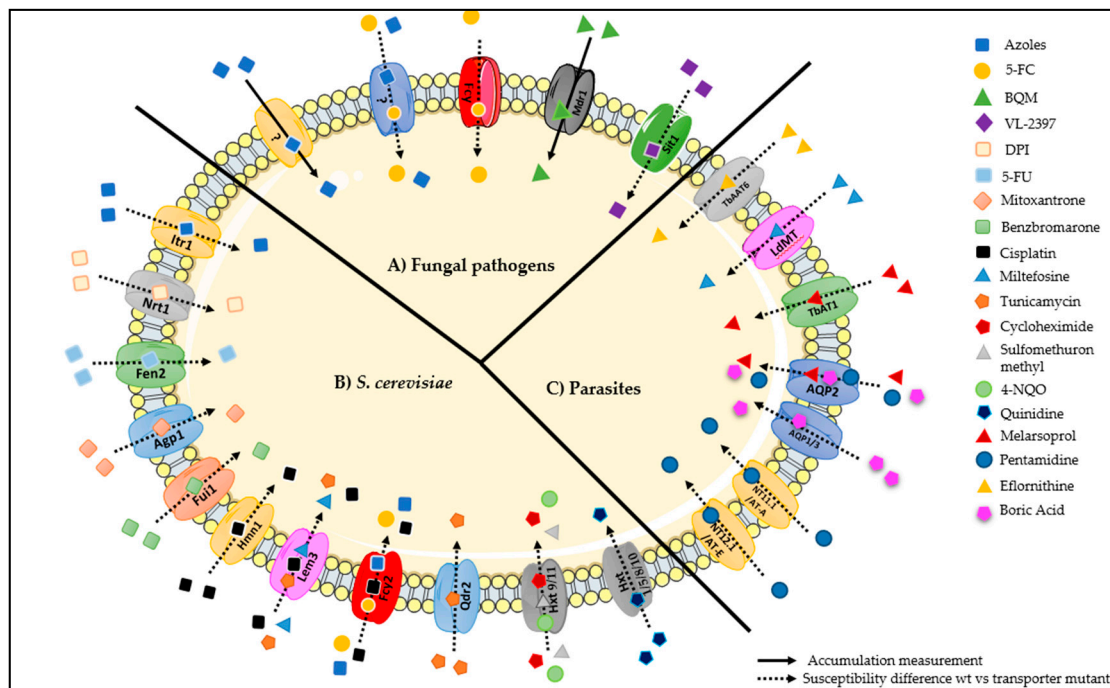 ?
?
Fcy
Mdr1
Sit1
TbAAT6
LdMT
TbAT1
AQP2
AQP1/3
NT11.1
/AT-A
NT12.1
/AT-E
Itr1
Nrt1
Fen2
Agp1
Fui1
Hmn1
Lem3
Fcy2
Qdr2
Hxt 9/11
Hxt
1/5/8/10
A) Fungal pathogens
B) S. cerevisiae
C) Parasites
Azoles
5-FC
BQM
VL-2397
DPI
5-FU
Mitoxantrone
Benzbromarone
Cisplatin
Miltefosine
Tunicamycin
Cycloheximide
Sulfomethuron
methyl
4-NQO
Quinidine
Melarsoprol
Pentamidine
Eflornithine
Boric Acid
Accumulation measurement
Susceptibility difference wt vs transporter mutant